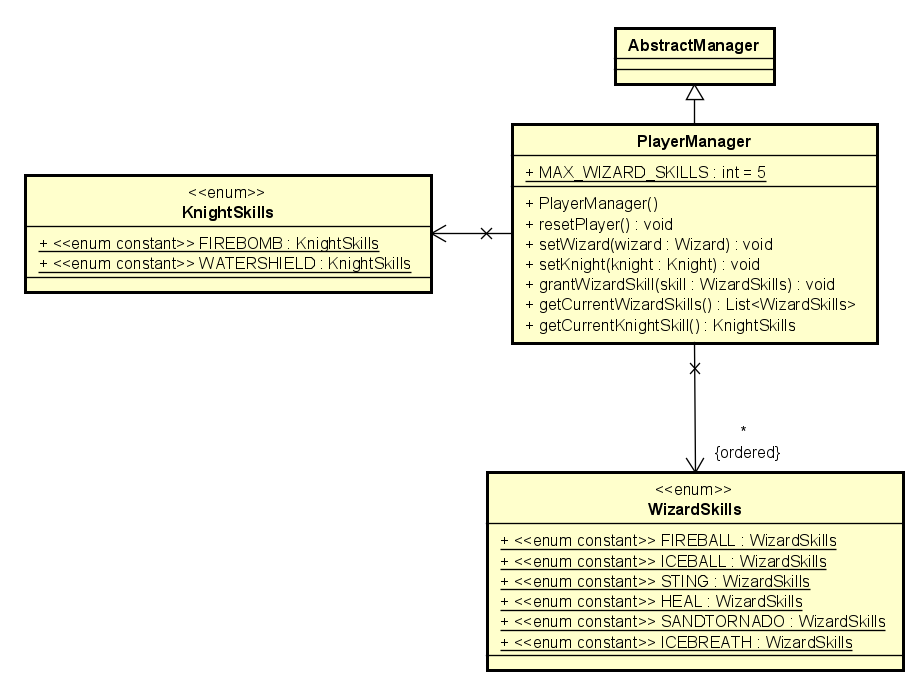 AbstractManager
PlayerManager
+ MAX_WIZARD_SKILLS : int = 5
+ PlayerManager()
+ resetPlayer() : void
+ setWizard(wizard : Wizard) : void
+ setKnight(knight : Knight) : void
+ grantWizardSkill(skill : WizardSkills) : void
+ getCurrentWizardSkills() : List<WizardSkills>
+ getCurrentKnightSkill() : KnightSkills
<<enum>>
KnightSkills
+ <<enum constant>> FIREBOMB : KnightSkills
+ <<enum constant>> WATERSHIELD : KnightSkills
*
{ordered}
<<enum>>
WizardSkills
+ <<enum constant>> FIREBALL : WizardSkills
+ <<enum constant>> ICEBALL : WizardSkills
+ <<enum constant>> STING : WizardSkills
+ <<enum constant>> HEAL : WizardSkills
+ <<enum constant>> SANDTORNADO : WizardSkills
+ <<enum constant>> ICEBREATH : WizardSkills